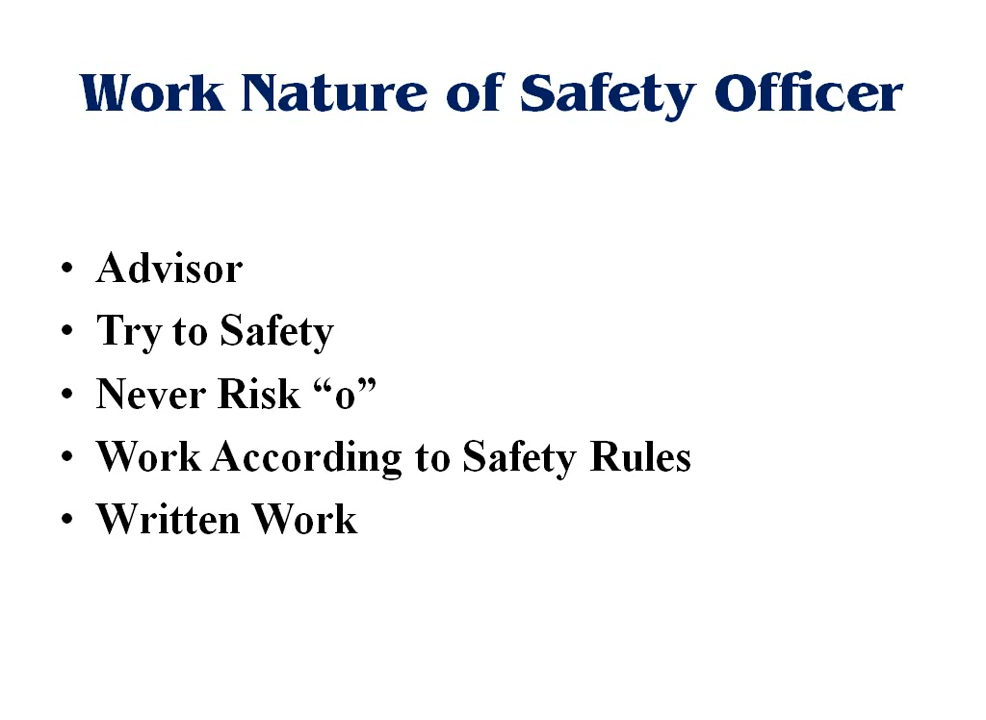 Work Nature of Safety Officer
• Advisor
• Try to Safety
• Never Risk “o”
• Work According to Safety Rules
• Written Work